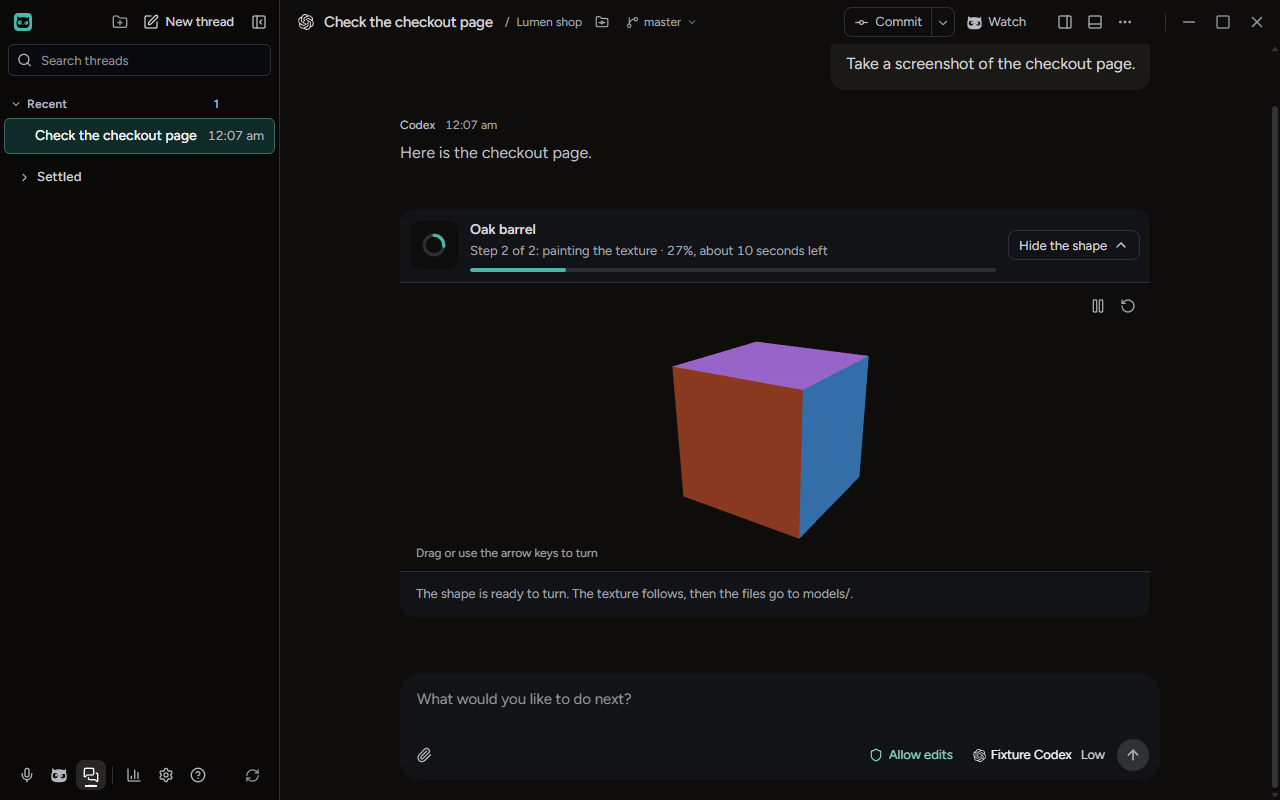 New thread
Check the checkout page / Lumen shop master
Commit
Watch
Search threads
Recent 1
Check the checkout page 12:07 am
Settled
Take a screenshot of the checkout page.
Codex 12:07 am
Here is the checkout page.
Oak barrel
Step 2 of 2: painting the texture · 27%, about 10 seconds left
Hide the shape
Drag or use the arrow keys to turn
The shape is ready to turn. The texture follows, then the files go to models/.
What would you like to do next?
Allow edits
Fixture Codex Low